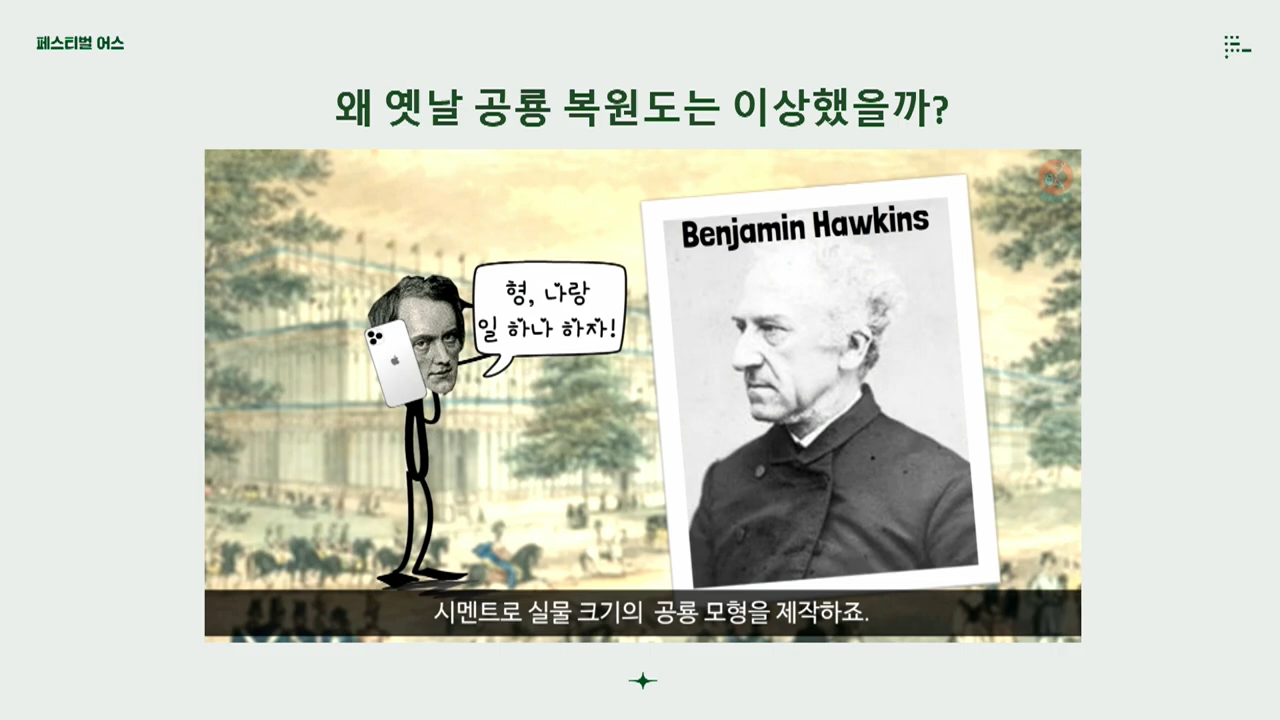 페스티벌 어스
왜 옛날 공룡 복원도는 이상했을까?
Benjamin Hawkins
형, 나랑
일 하나 하자!
시멘트로 실물 크기의 공룡 모형을 제작하죠.